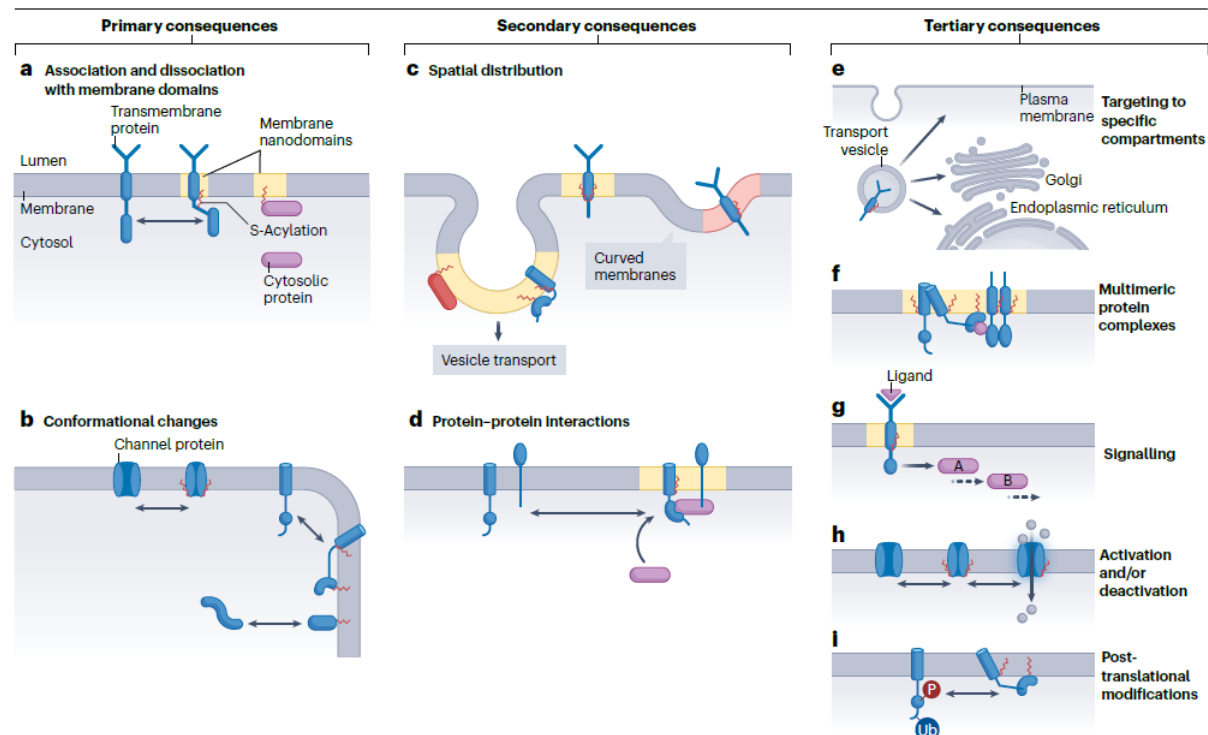 Primary consequences
Secondary consequences
Tertiary consequences
a Association and dissociation
with membrane domains
Transmembrane
protein
Membrane
nanodomains
Lumen
Membrane
Cytosol
S-Acylation
Cytosolic
protein
b Conformational changes
Channel protein
c Spatial distribution
Curved
membranes
Vesicle transport
d Protein–protein interactions
e
Plasma
membrane
Targeting to
specific
compartments
Transport
vesicle
Golgi
Endoplasmic reticulum
f
Multimeric
protein
complexes
g
Ligand
A
B
Signalling
h
Activation
and/or
deactivation
i
P
Ub
Post-
translational
modifications